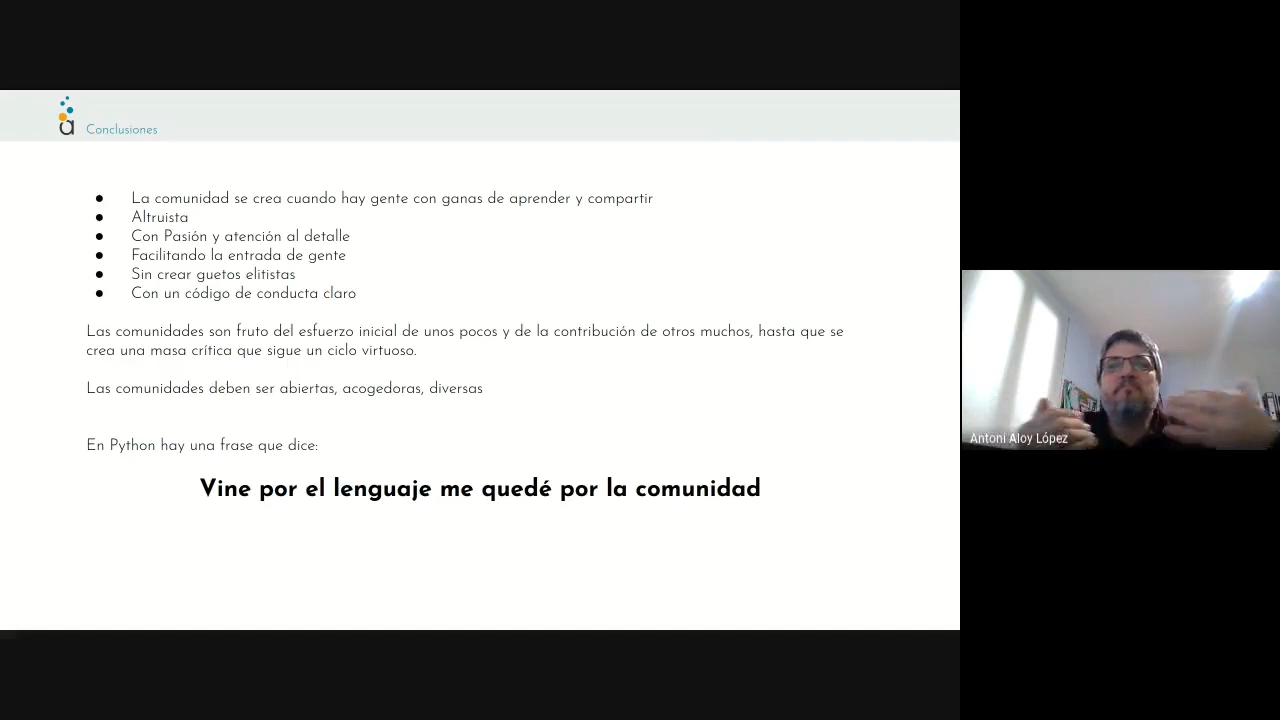 a Conclusiones
● La comunidad se crea cuando hay gente con ganas de aprender y compartir
● Altruista
● Con Pasión y atención al detalle
● Facilitando la entrada de gente
● Sin crear guetos elitistas
● Con un código de conducta claro
Las comunidades son fruto del esfuerzo inicial de unos pocos y de la contribución de otros muchos, hasta que se
crea una masa crítica que sigue un ciclo virtuoso.
Las comunidades deben ser abiertas, acogedoras, diversas
En Python hay una frase que dice:
Vine por el lenguaje me quedé por la comunidad
Antoni Aloy López